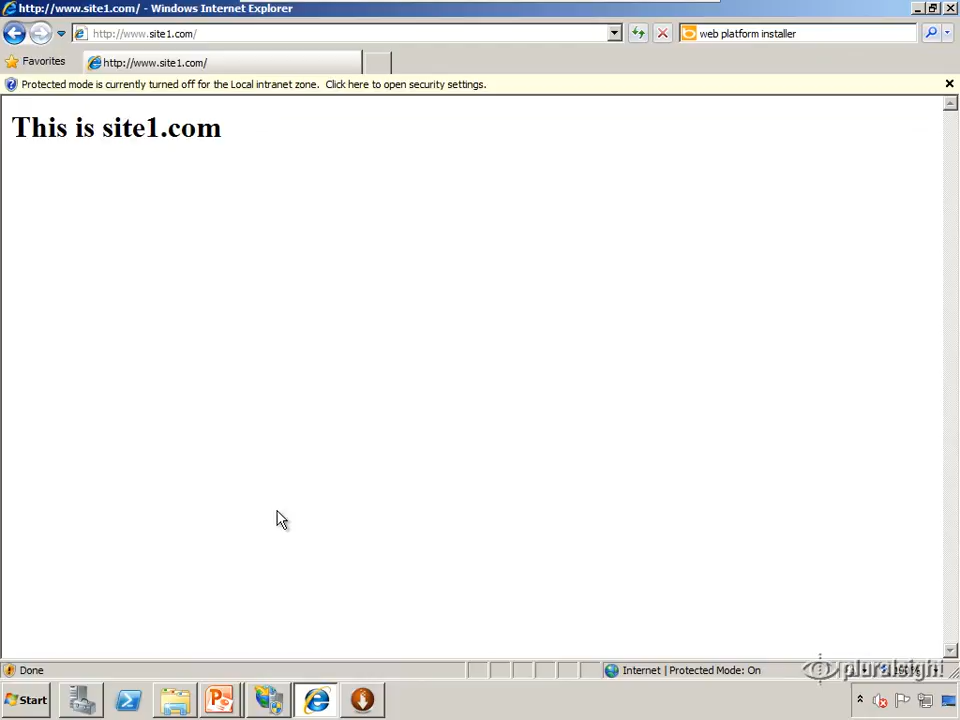 http://www.site1.com/ - Windows Internet Explorer
http://www.site1.com/
web platform installer
Favorites
http://www.site1.com/
Protected mode is currently turned off for the Local intranet zone. Click here to open security settings.
This is site1.com
Done
Internet | Protected Mode: On
pluralsight
Start